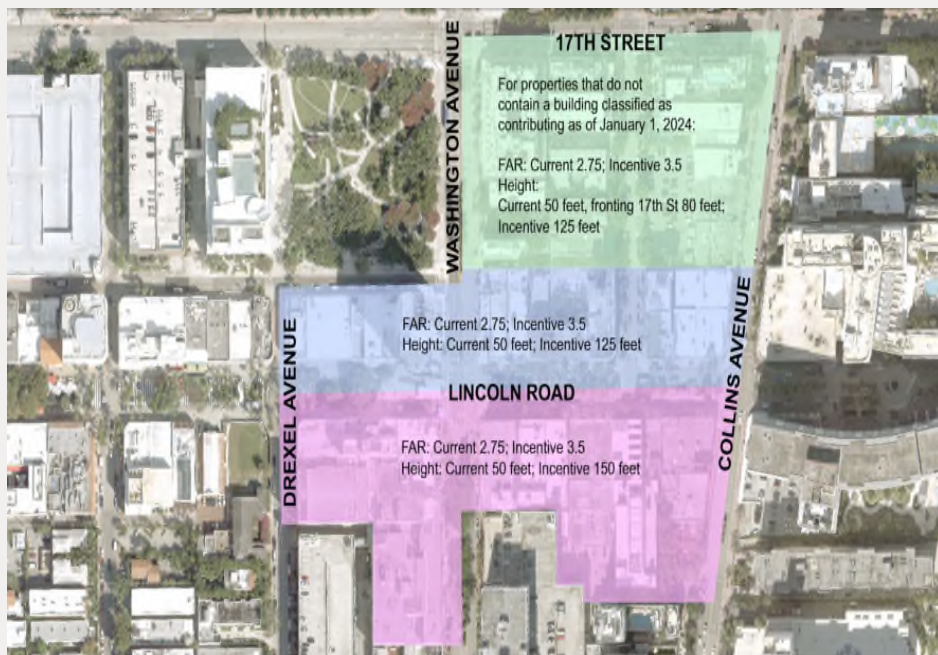 WASHINGTON AVENUE
17TH STREET
For properties that do not
contain a building classified as
contributing as of January 1, 2024:
FAR: Current 2.75; Incentive 3.5
Height:
Current 50 feet, fronting 17th St 80 feet;
Incentive 125 feet
DREXEL AVENUE
FAR: Current 2.75; Incentive 3.5
Height: Current 50 feet; Incentive 125 feet
COLLINS AVENUE
LINCOLN ROAD
FAR: Current 2.75; Incentive 3.5
Height: Current 50 feet; Incentive 150 feet